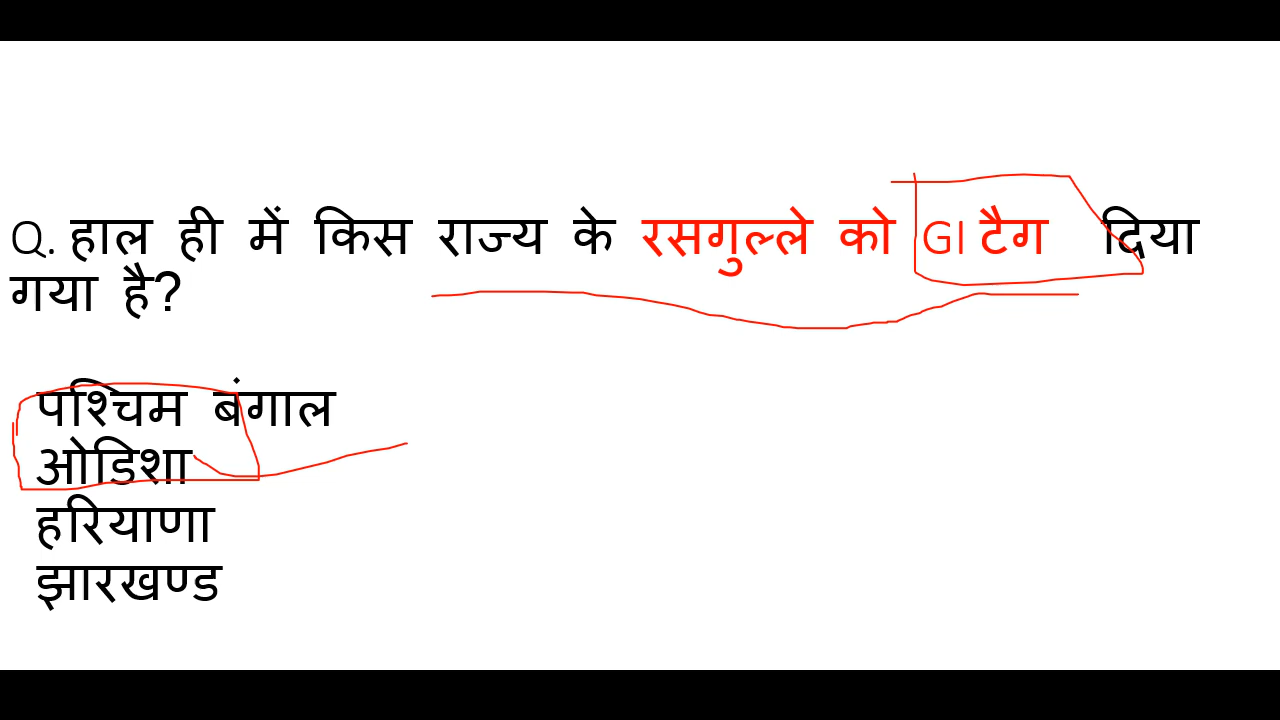 Q. हाल ही में किस राज्य के रसगुल्ले को GI टैग दिया
गया है?
पश्चिम बंगाल
ओडिशा
हरियाणा
झारखण्ड